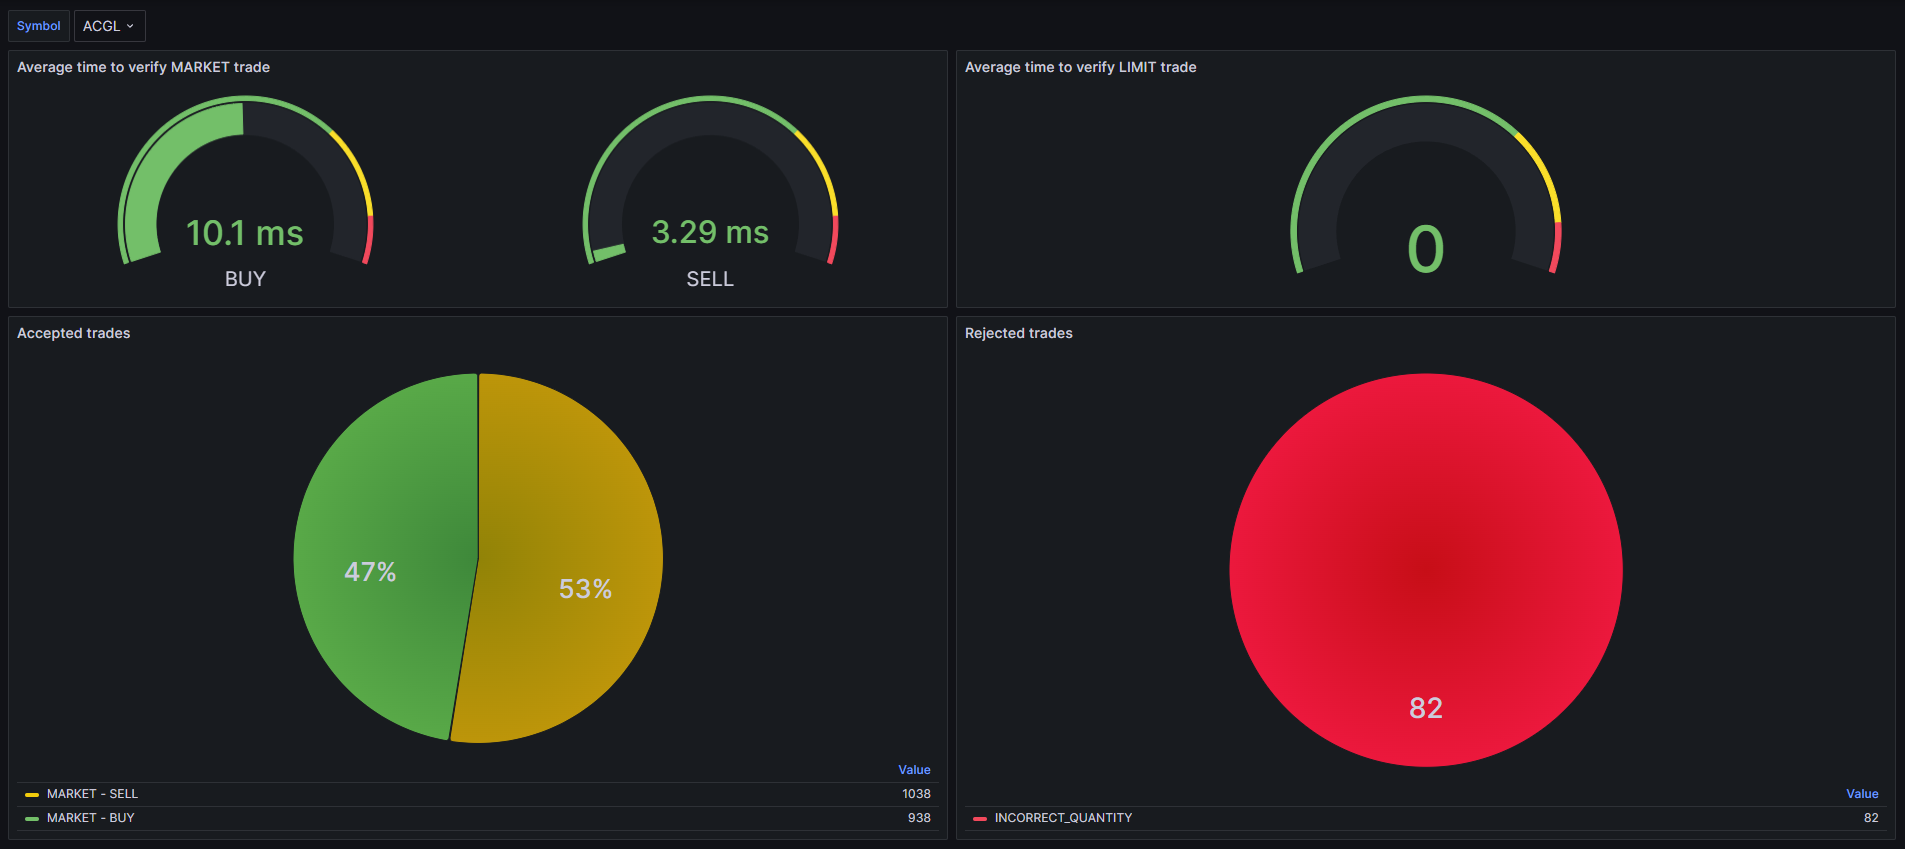 Symbol ACGL
Average time to verify MARKET trade
10.1 ms
BUY
3.29 ms
SELL
Average time to verify LIMIT trade
0
Accepted trades
47%
53%
Value
MARKET - SELL 1038
MARKET - BUY 938
Rejected trades
82
Value
INCORRECT_QUANTITY 82